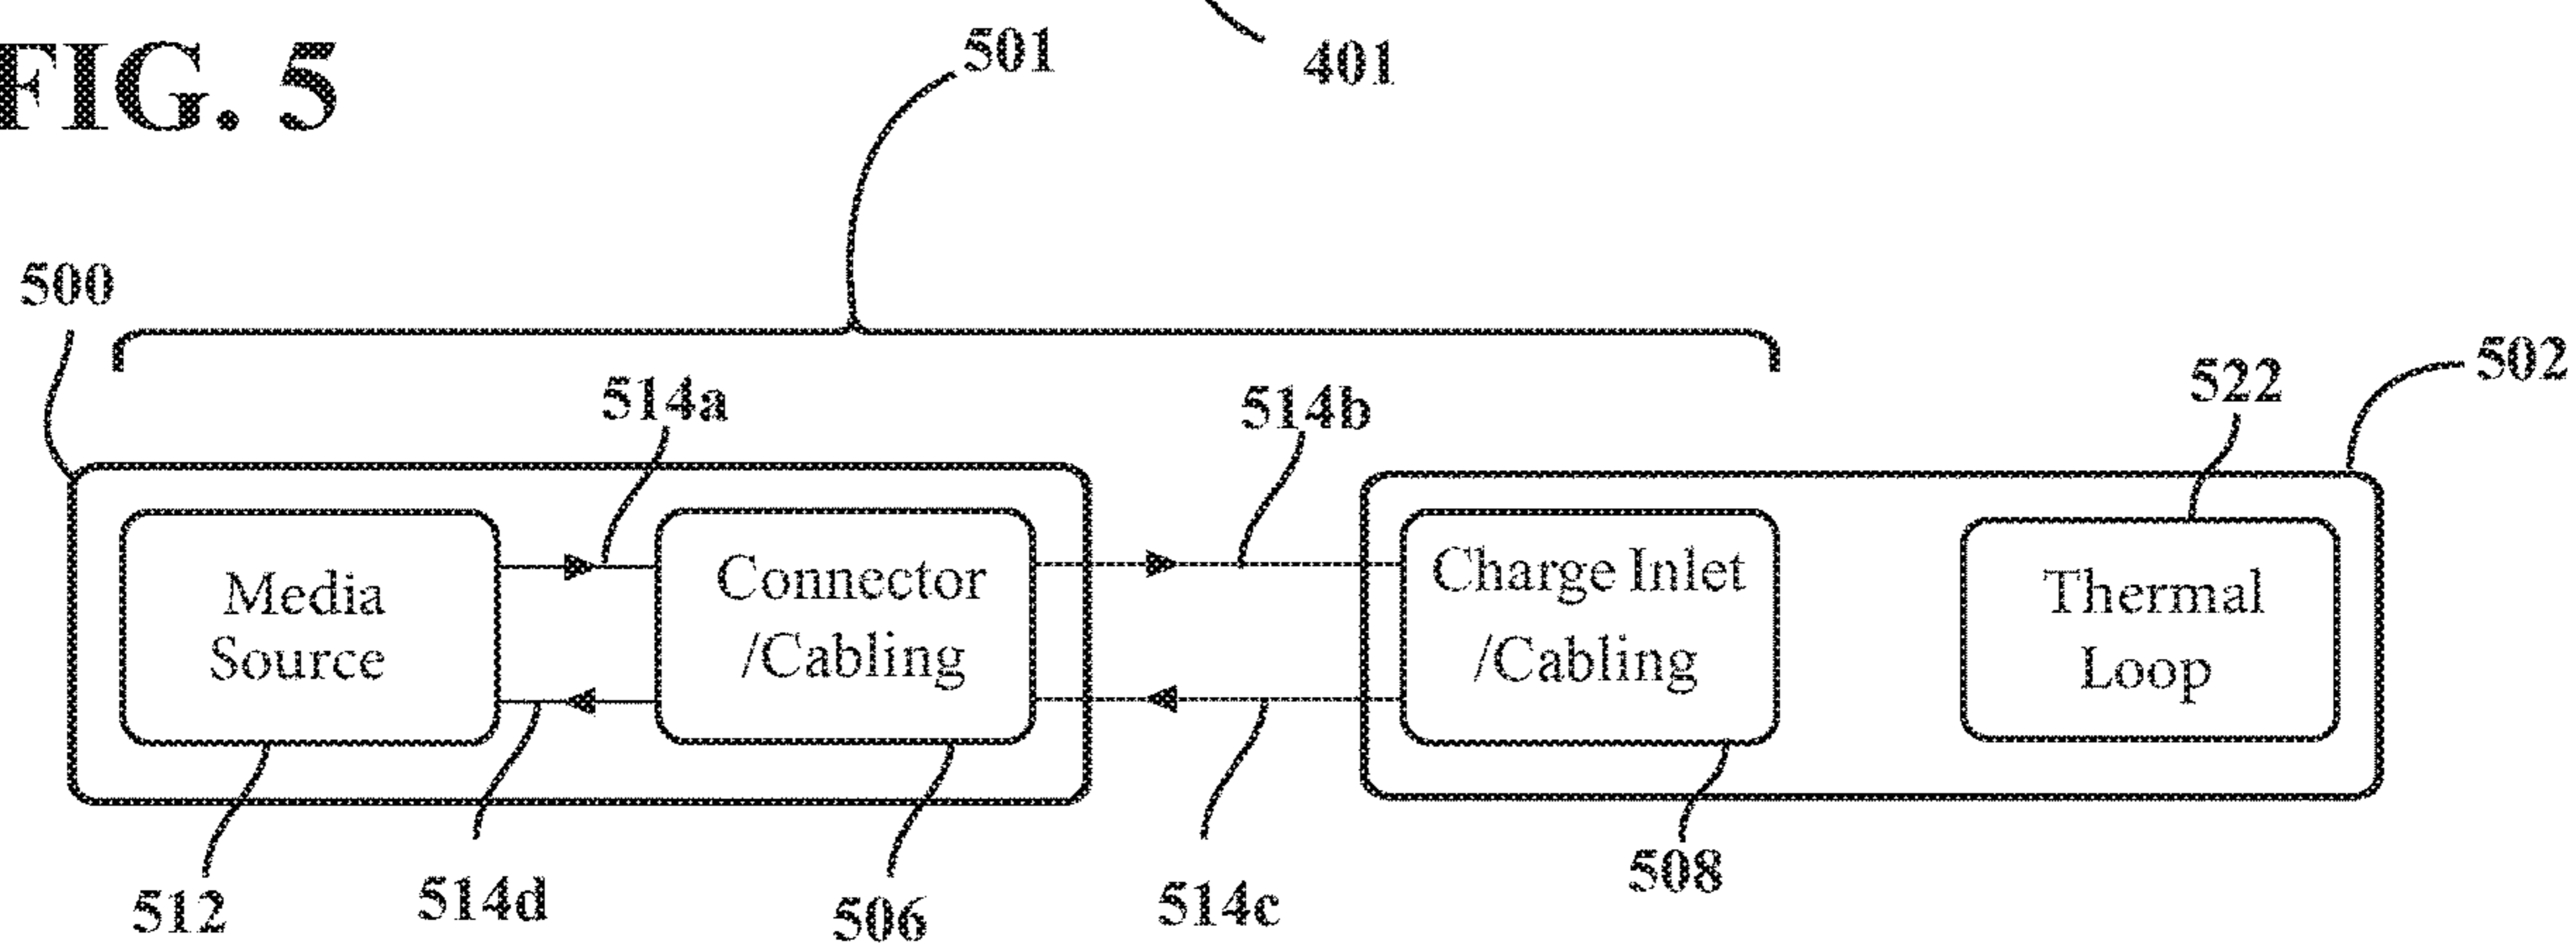 FIG. 5
401
501
500
502
514a
514b
522
Media
Source
Connector
/Cabling
Charge Inlet
/Cabling
Thermal
Loop
512
514d
506
514c
508